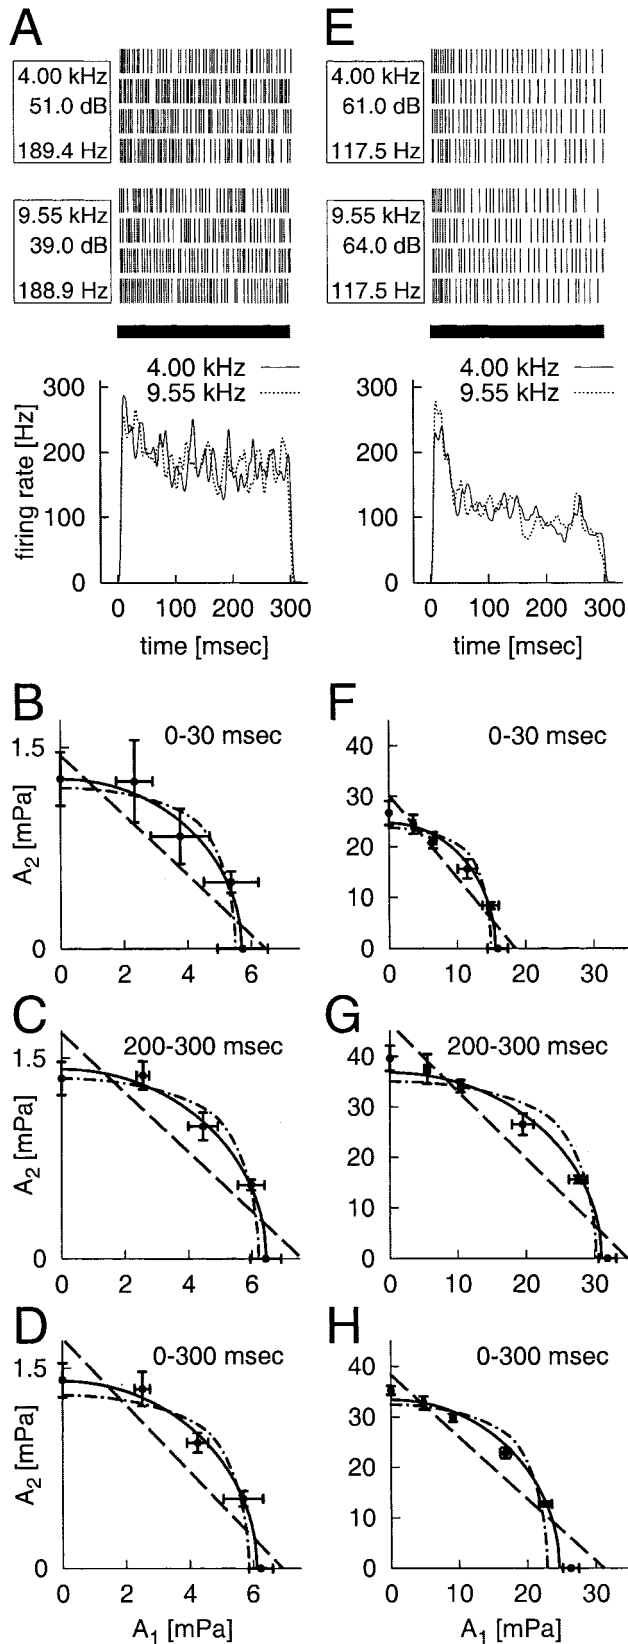 A
4.00 kHz
51.0 dB
189.4 Hz
9.55 kHz
39.0 dB
188.9 Hz
4.00 kHz
9.55 kHz
firing rate [Hz]
300
200
100
0
0 100 200 300
time [msec]
E
4.00 kHz
61.0 dB
117.5 Hz
9.55 kHz
64.0 dB
117.5 Hz
4.00 kHz
9.55 kHz
300
200
100
0
0 100 200 300
time [msec]
B
0-30 msec
A2 [mPa]
1.5
0
0 2 4 6
F
0-30 msec
40
30
20
10
0
0 10 20 30
C
200-300 msec
A2 [mPa]
1.5
0
0 2 4 6
G
200-300 msec
40
30
20
10
0
0 10 20 30
D
0-300 msec
A2 [mPa]
1.5
0
0 2 4 6
A1 [mPa]
H
0-300 msec
40
30
20
10
0
0 10 20 30
A1 [mPa]